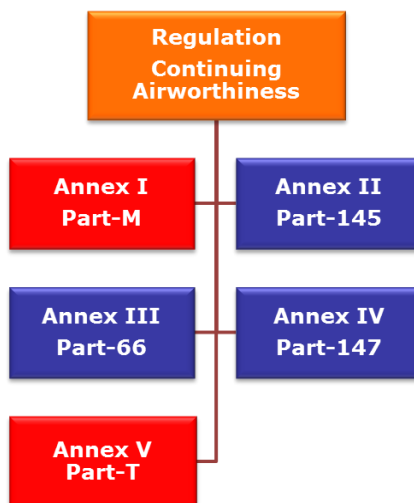 Regulation
Continuing
Airworthiness
Annex I
Part-M
Annex II
Part-145
Annex III
Part-66
Annex IV
Part-147
Annex V
Part-T